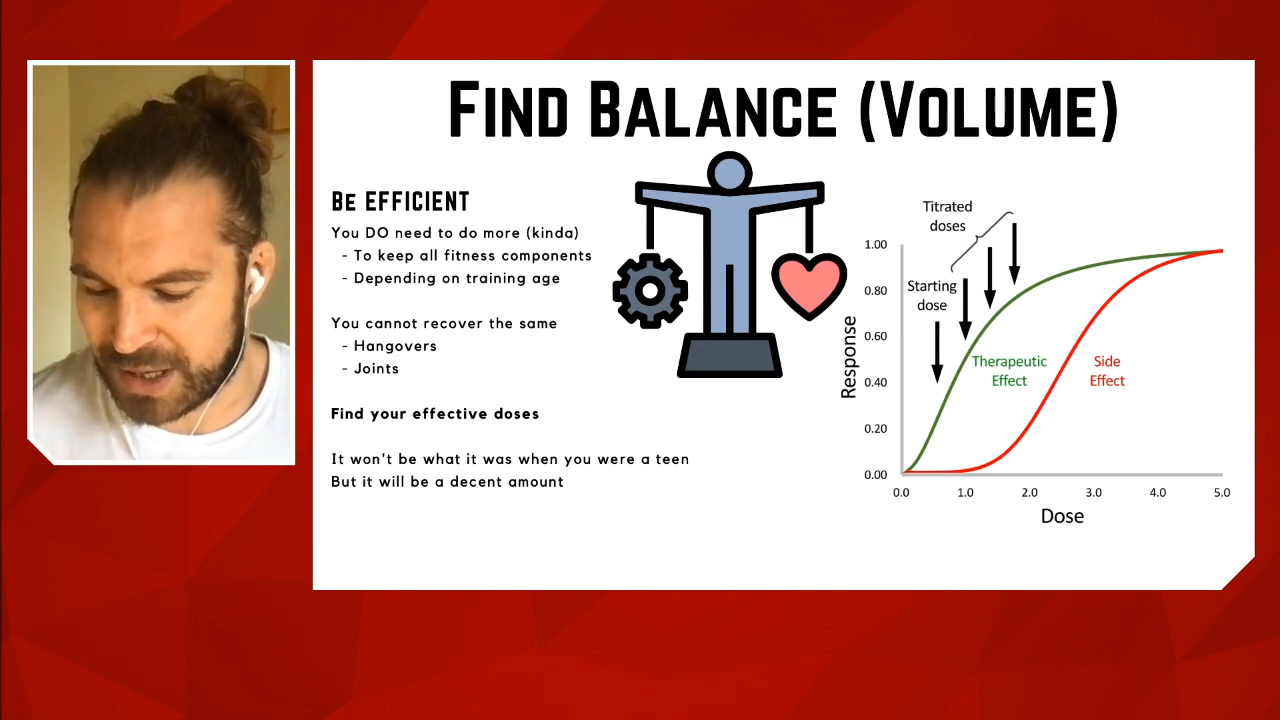 Find Balance (Volume)
Be EFFICIENT
You DO need to do more (kinda)
- To keep all fitness components
- Depending on training age
You cannot recover the same
- Hangovers
- Joints
Find your effective doses
It won't be what it was when you were a teen
But it will be a decent amount
Titrated
doses
Starting
dose
Therapeutic
Effect
Side
Effect
Response
1.00
0.80
0.60
0.40
0.20
0.00
0.0 1.0 2.0 3.0 4.0 5.0
Dose